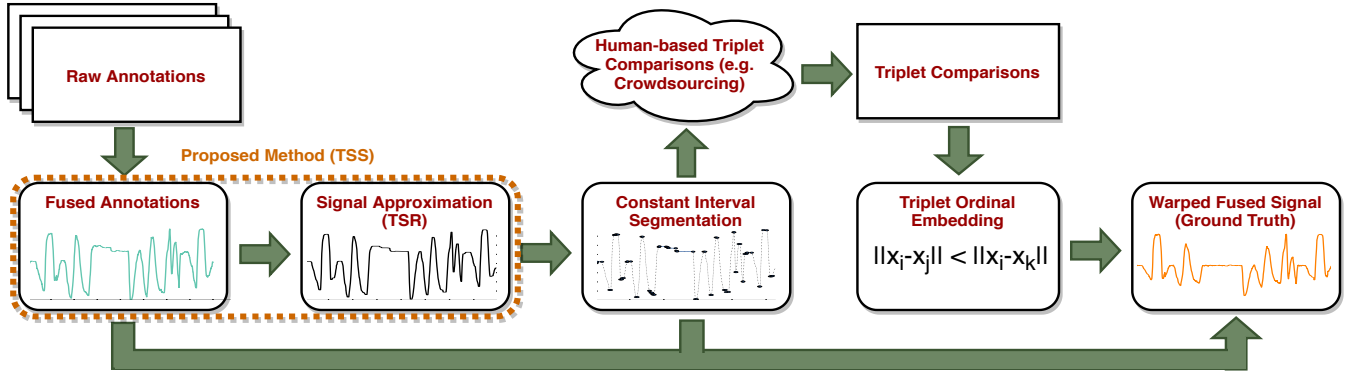 Raw Annotations
Human-based Triplet
Comparisons (e.g.
Crowdsourcing)
Triplet Comparisons
Proposed Method (TSS)
Fused Annotations
Signal Approximation
(TSR)
Constant Interval
Segmentation
Triplet Ordinal
Embedding
||xᵢ-xⱼ|| < ||xᵢ-xₖ||
Warped Fused Signal
(Ground Truth)